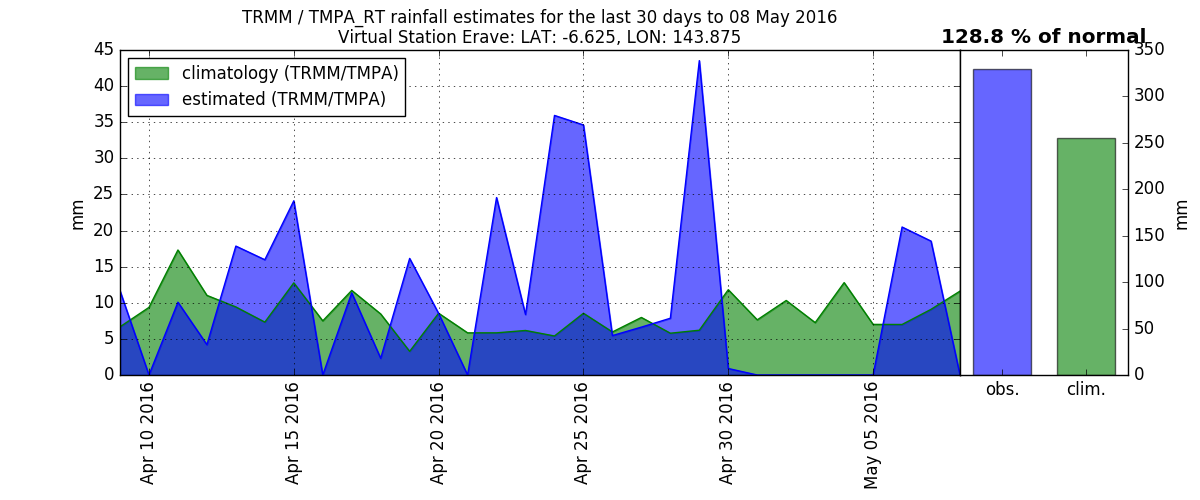 TRMM / TMPA_RT rainfall estimates for the last 30 days to 08 May 2016
Virtual Station Erave: LAT: -6.625, LON: 143.875
128.8 % of normal
climatology (TRMM/TMPA)
estimated (TRMM/TMPA)
mm
45
40
35
30
25
20
15
10
5
0
Apr 10 2016
Apr 15 2016
Apr 20 2016
Apr 25 2016
Apr 30 2016
May 05 2016
350
300
250
200
150
100
50
0
mm
obs.
clim.